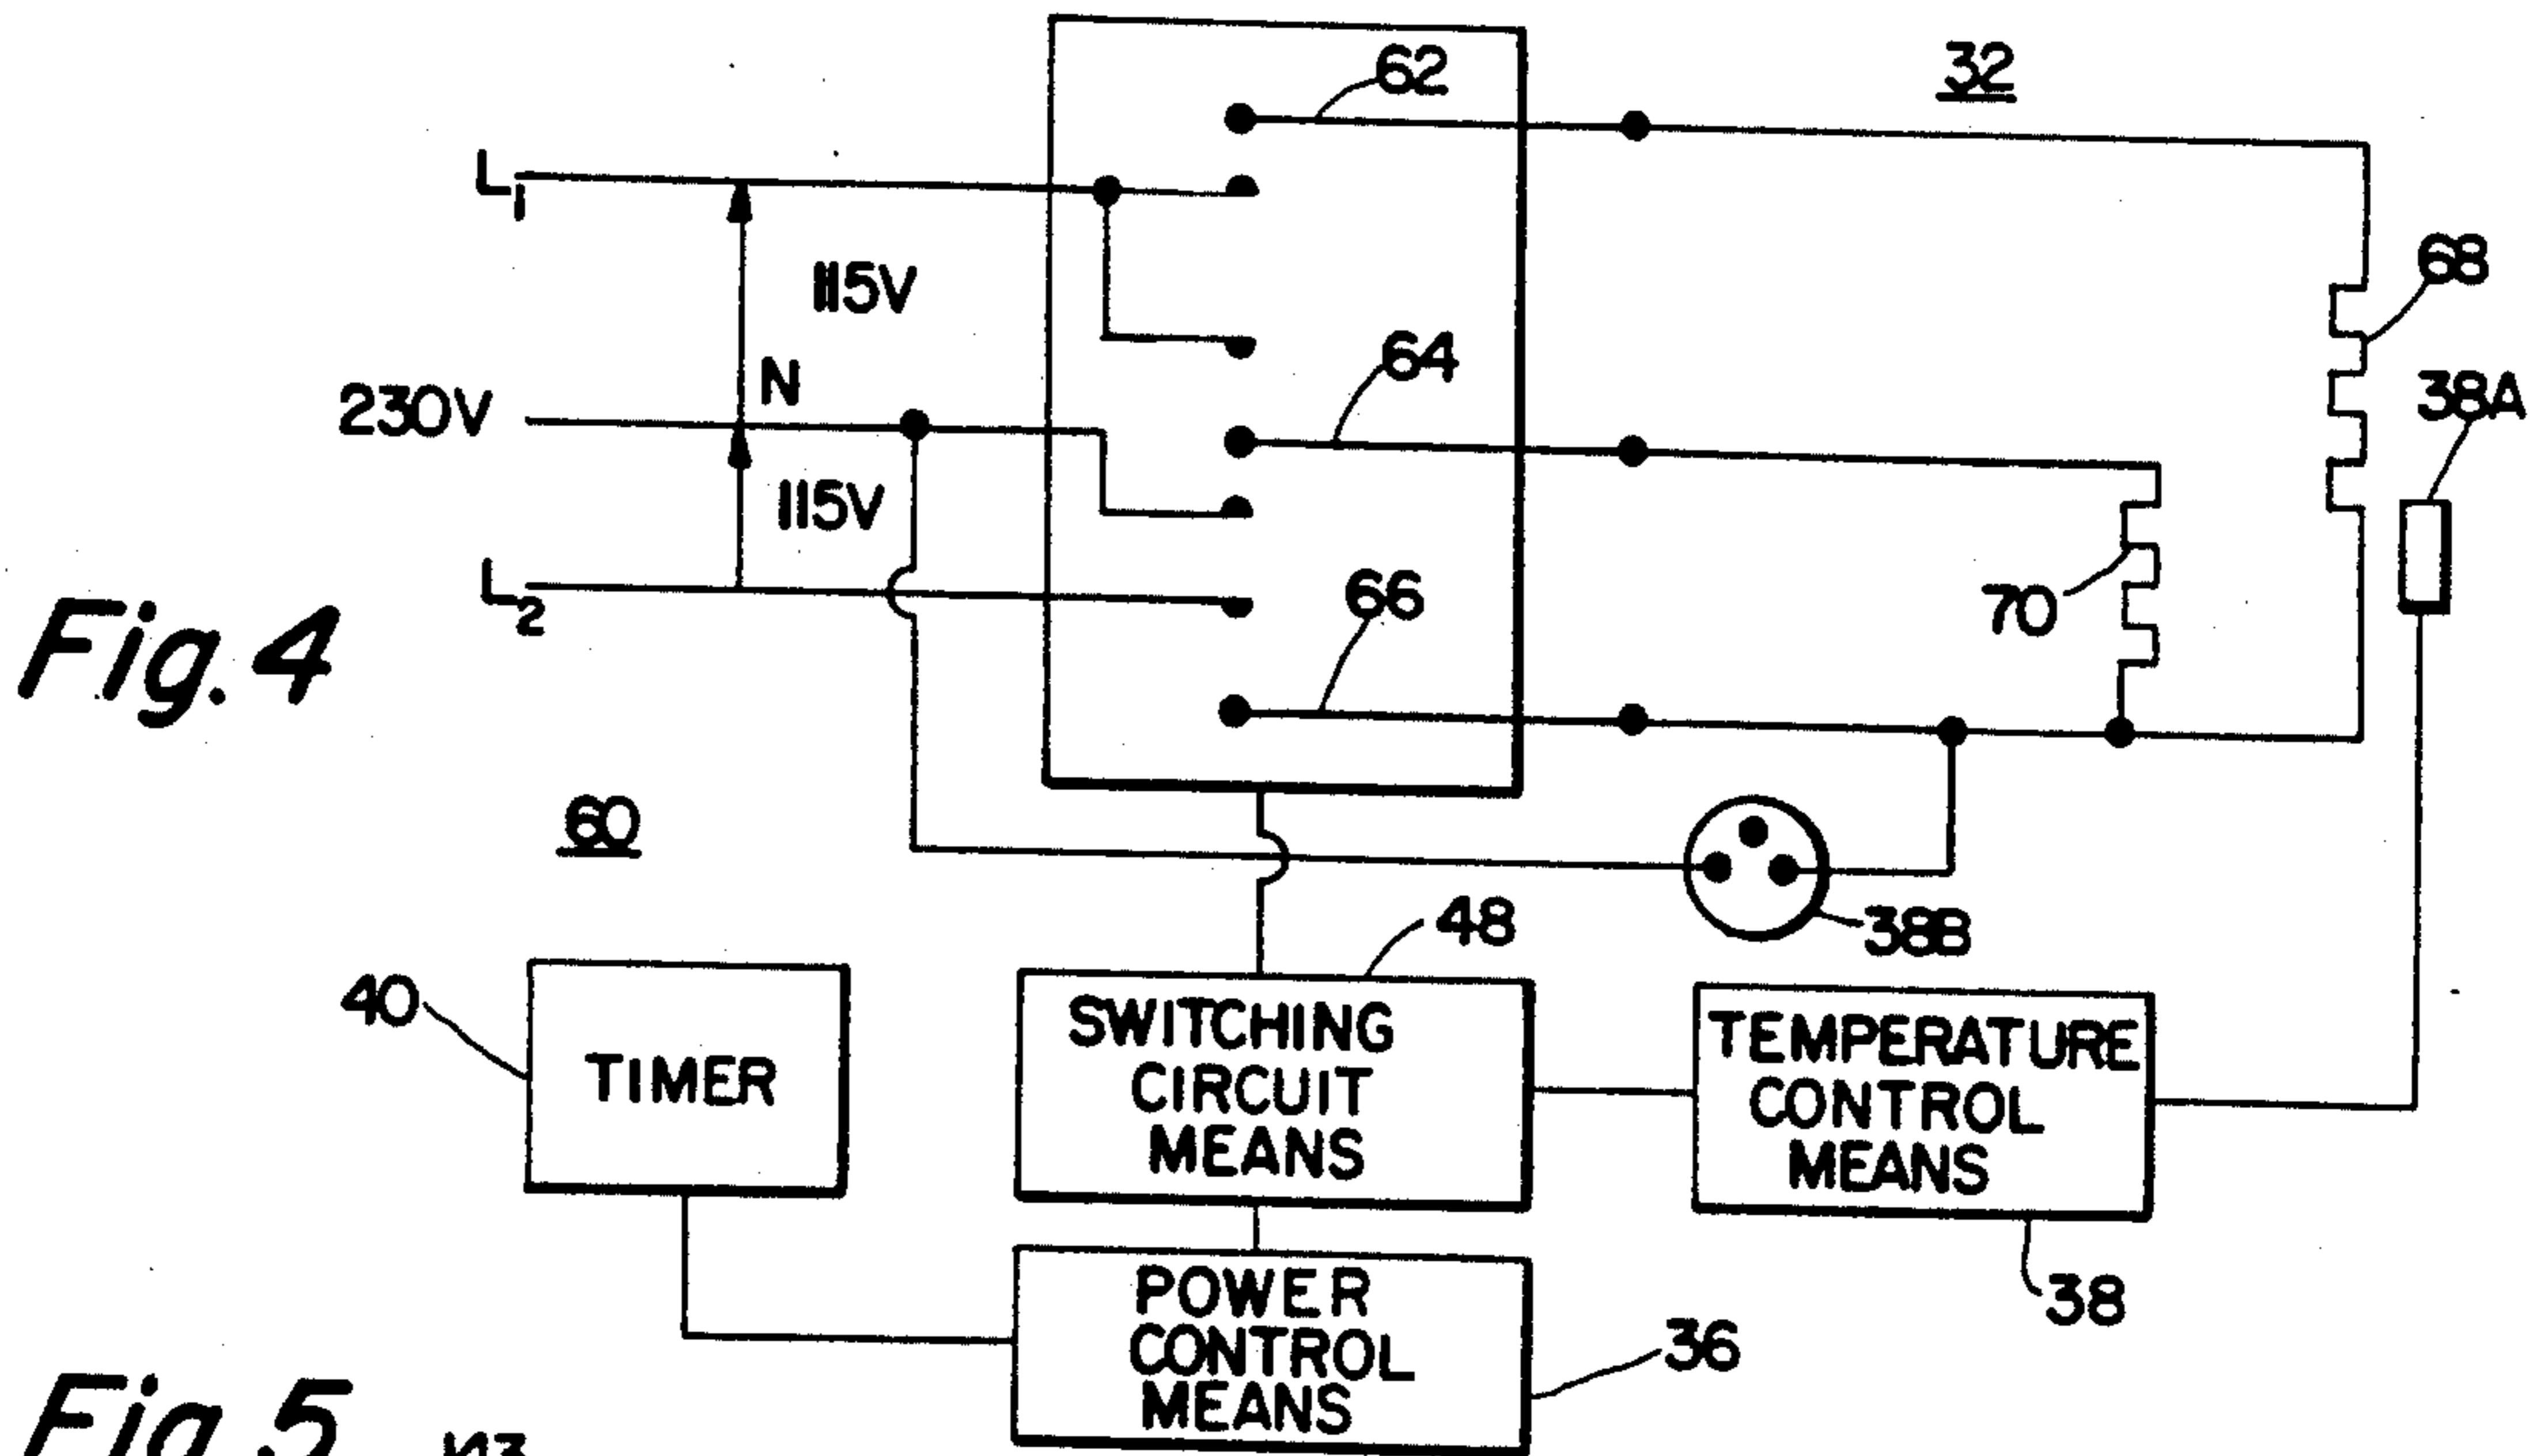 62
32
L1
115V
68
64
38A
N
230V
115V
70
66
L2
Fig. 4
60
38B
48
40
TIMER
SWITCHING
CIRCUIT
MEANS
TEMPERATURE
CONTROL
MEANS
38
POWER
CONTROL
MEANS
36
Fig. 5